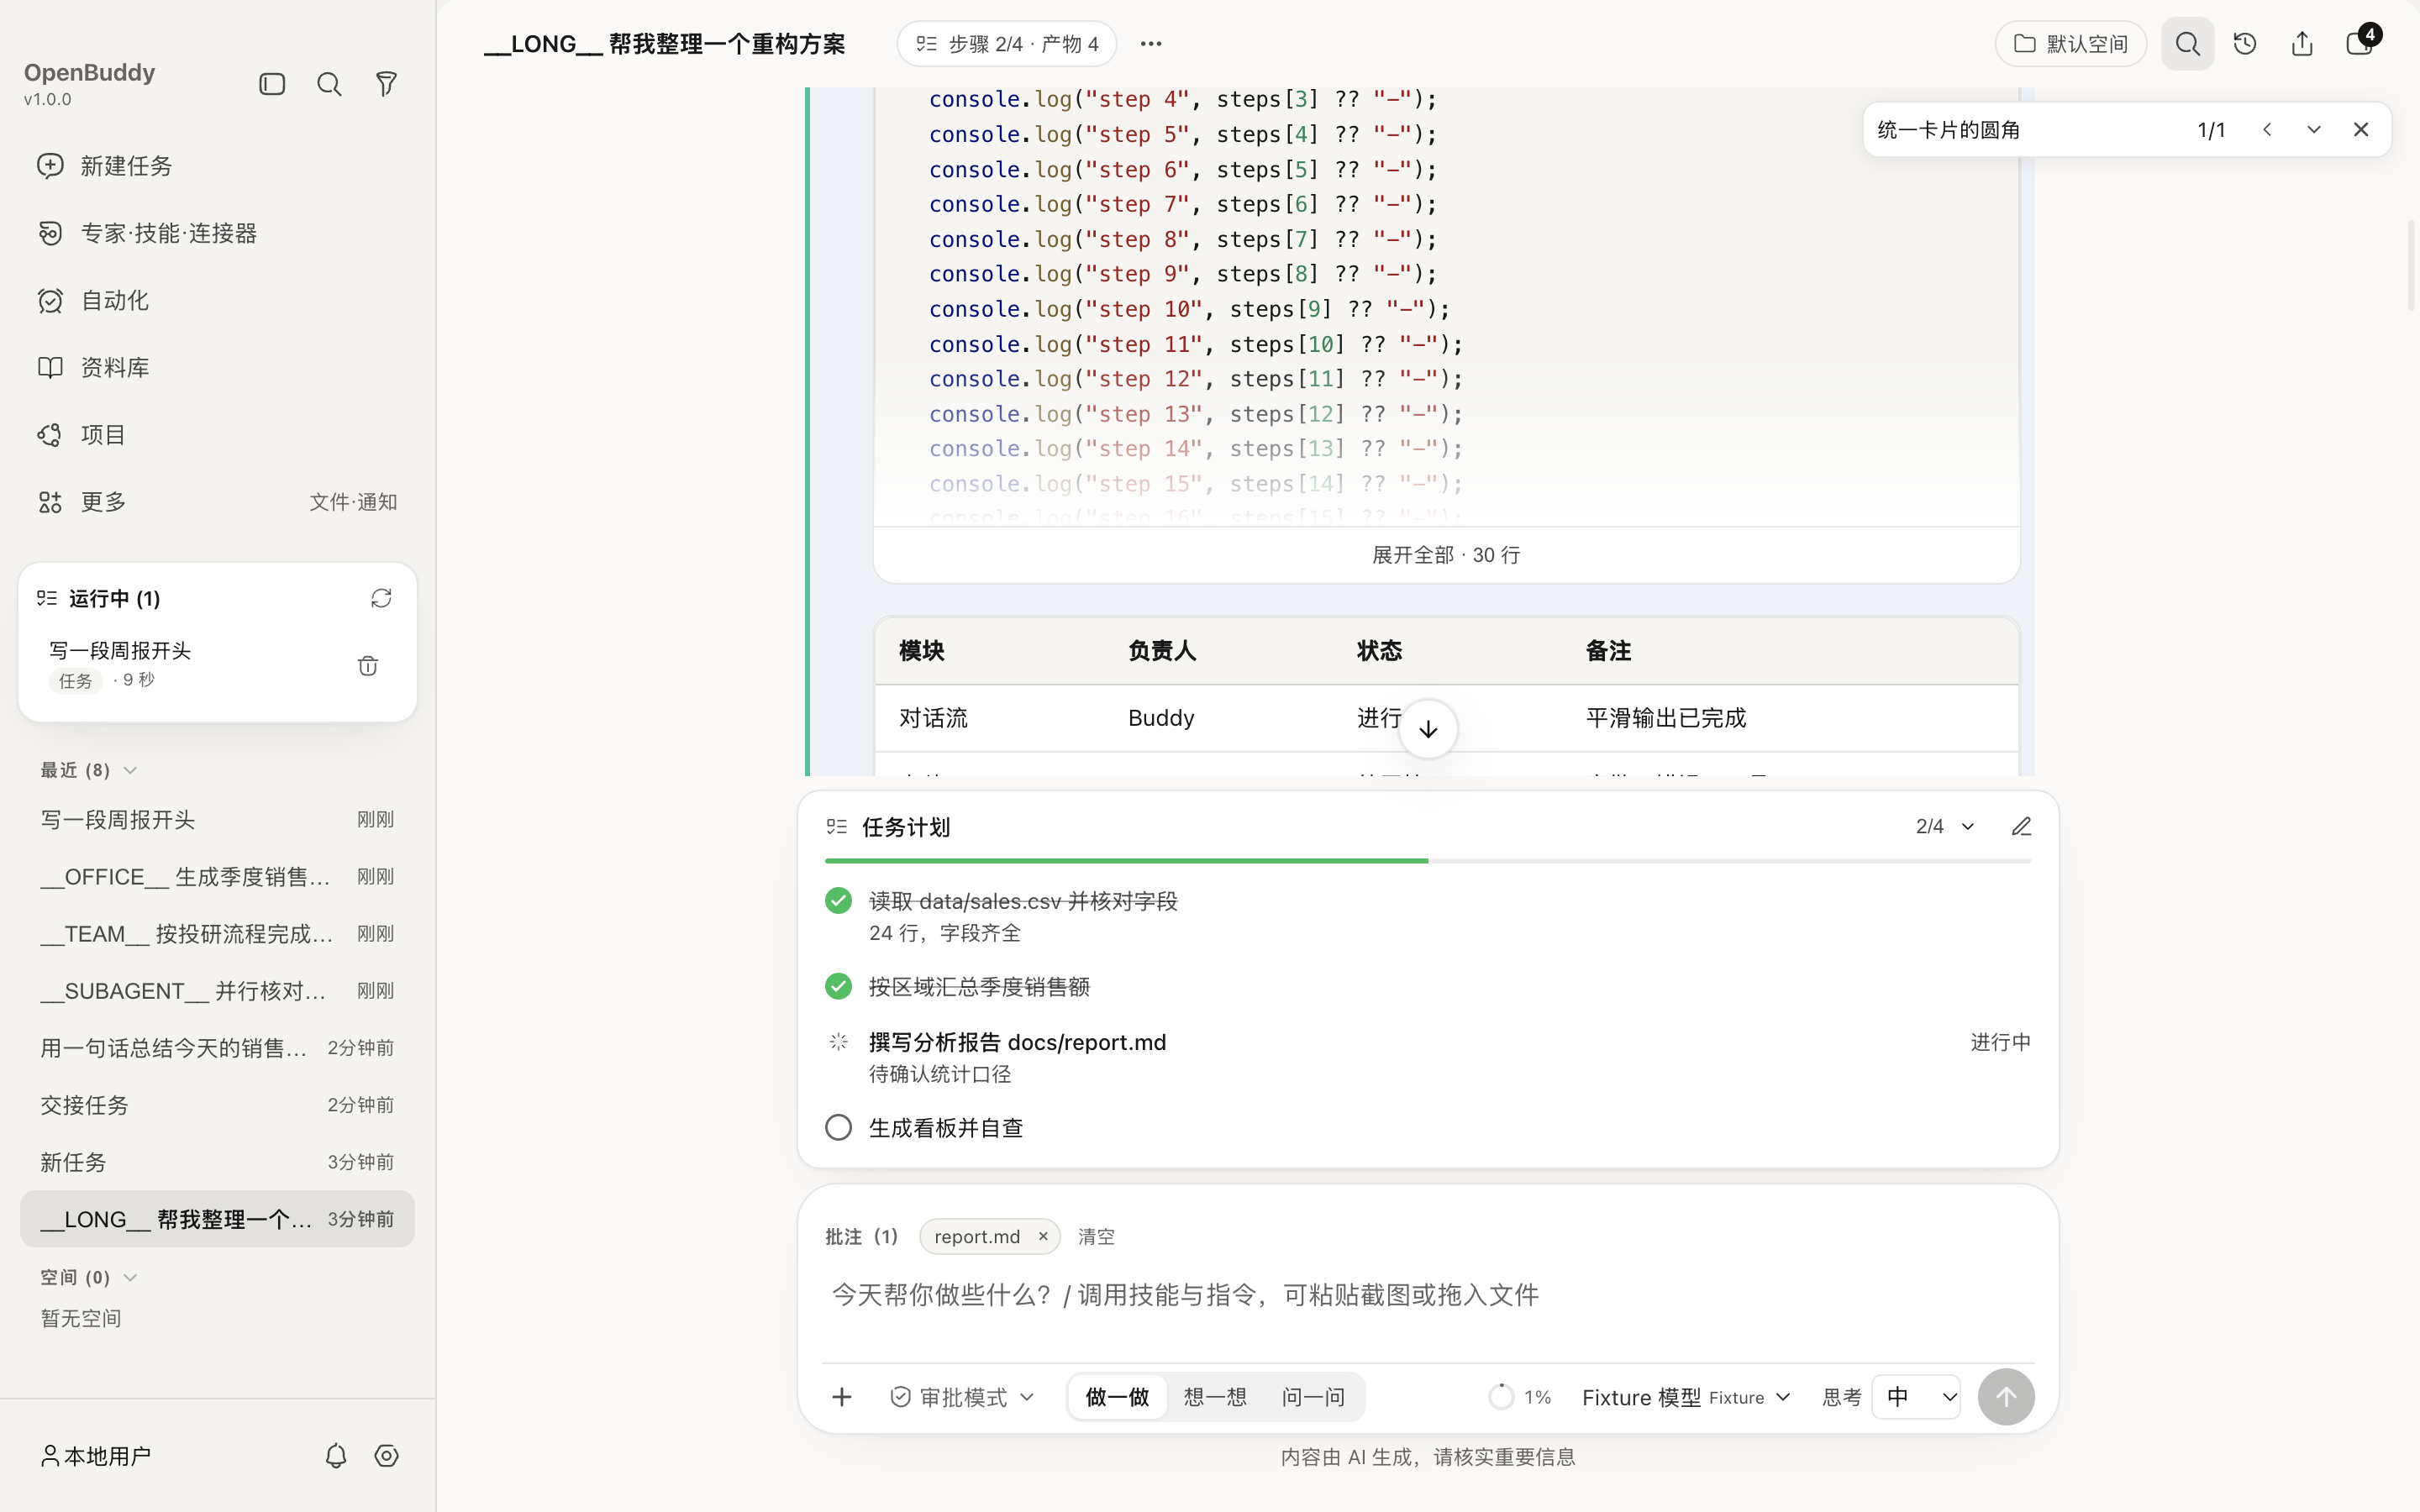 OpenBuddy
v1.0.0
新建任务
专家·技能·连接器
自动化
资料库
项目
更多 文件·通知
运行中 (1)
写一段周报开头
任务 · 9 秒
最近 (8)
写一段周报开头 刚刚
__OFFICE__ 生成季度销售… 刚刚
__TEAM__ 按投研流程完成… 刚刚
__SUBAGENT__ 并行核对… 刚刚
用一句话总结今天的销售… 2分钟前
交接任务 2分钟前
新任务 3分钟前
__LONG__ 帮我整理一个… 3分钟前
空间 (0)
暂无空间
本地用户
__LONG__ 帮我整理一个重构方案 步骤 2/4 · 产物 4 默认空间 4
统一卡片的圆角 1/1
console.log("step 4", steps[3] ?? "—");
console.log("step 5", steps[4] ?? "—");
console.log("step 6", steps[5] ?? "—");
console.log("step 7", steps[6] ?? "—");
console.log("step 8", steps[7] ?? "—");
console.log("step 9", steps[8] ?? "—");
console.log("step 10", steps[9] ?? "—");
console.log("step 11", steps[10] ?? "—");
console.log("step 12", steps[11] ?? "—");
console.log("step 13", steps[12] ?? "—");
console.log("step 14", steps[13] ?? "—");
console.log("step 15", steps[14] ?? "—");
console.log("step 16", steps[15] ?? "—");
展开全部 · 30 行
模块 负责人 状态 备注
对话流 Buddy 进行 平滑输出已完成
任务计划 2/4
读取 data/sales.csv 并核对字段
24 行，字段齐全
按区域汇总季度销售额
撰写分析报告 docs/report.md 进行中
待确认统计口径
生成看板并自查
批注 (1) report.md × 清空
今天帮你做些什么？/ 调用技能与指令，可粘贴截图或拖入文件
审批模式 做一做 想一想 问一问 1% Fixture 模型 Fixture 思考 中
内容由 AI 生成，请核实重要信息